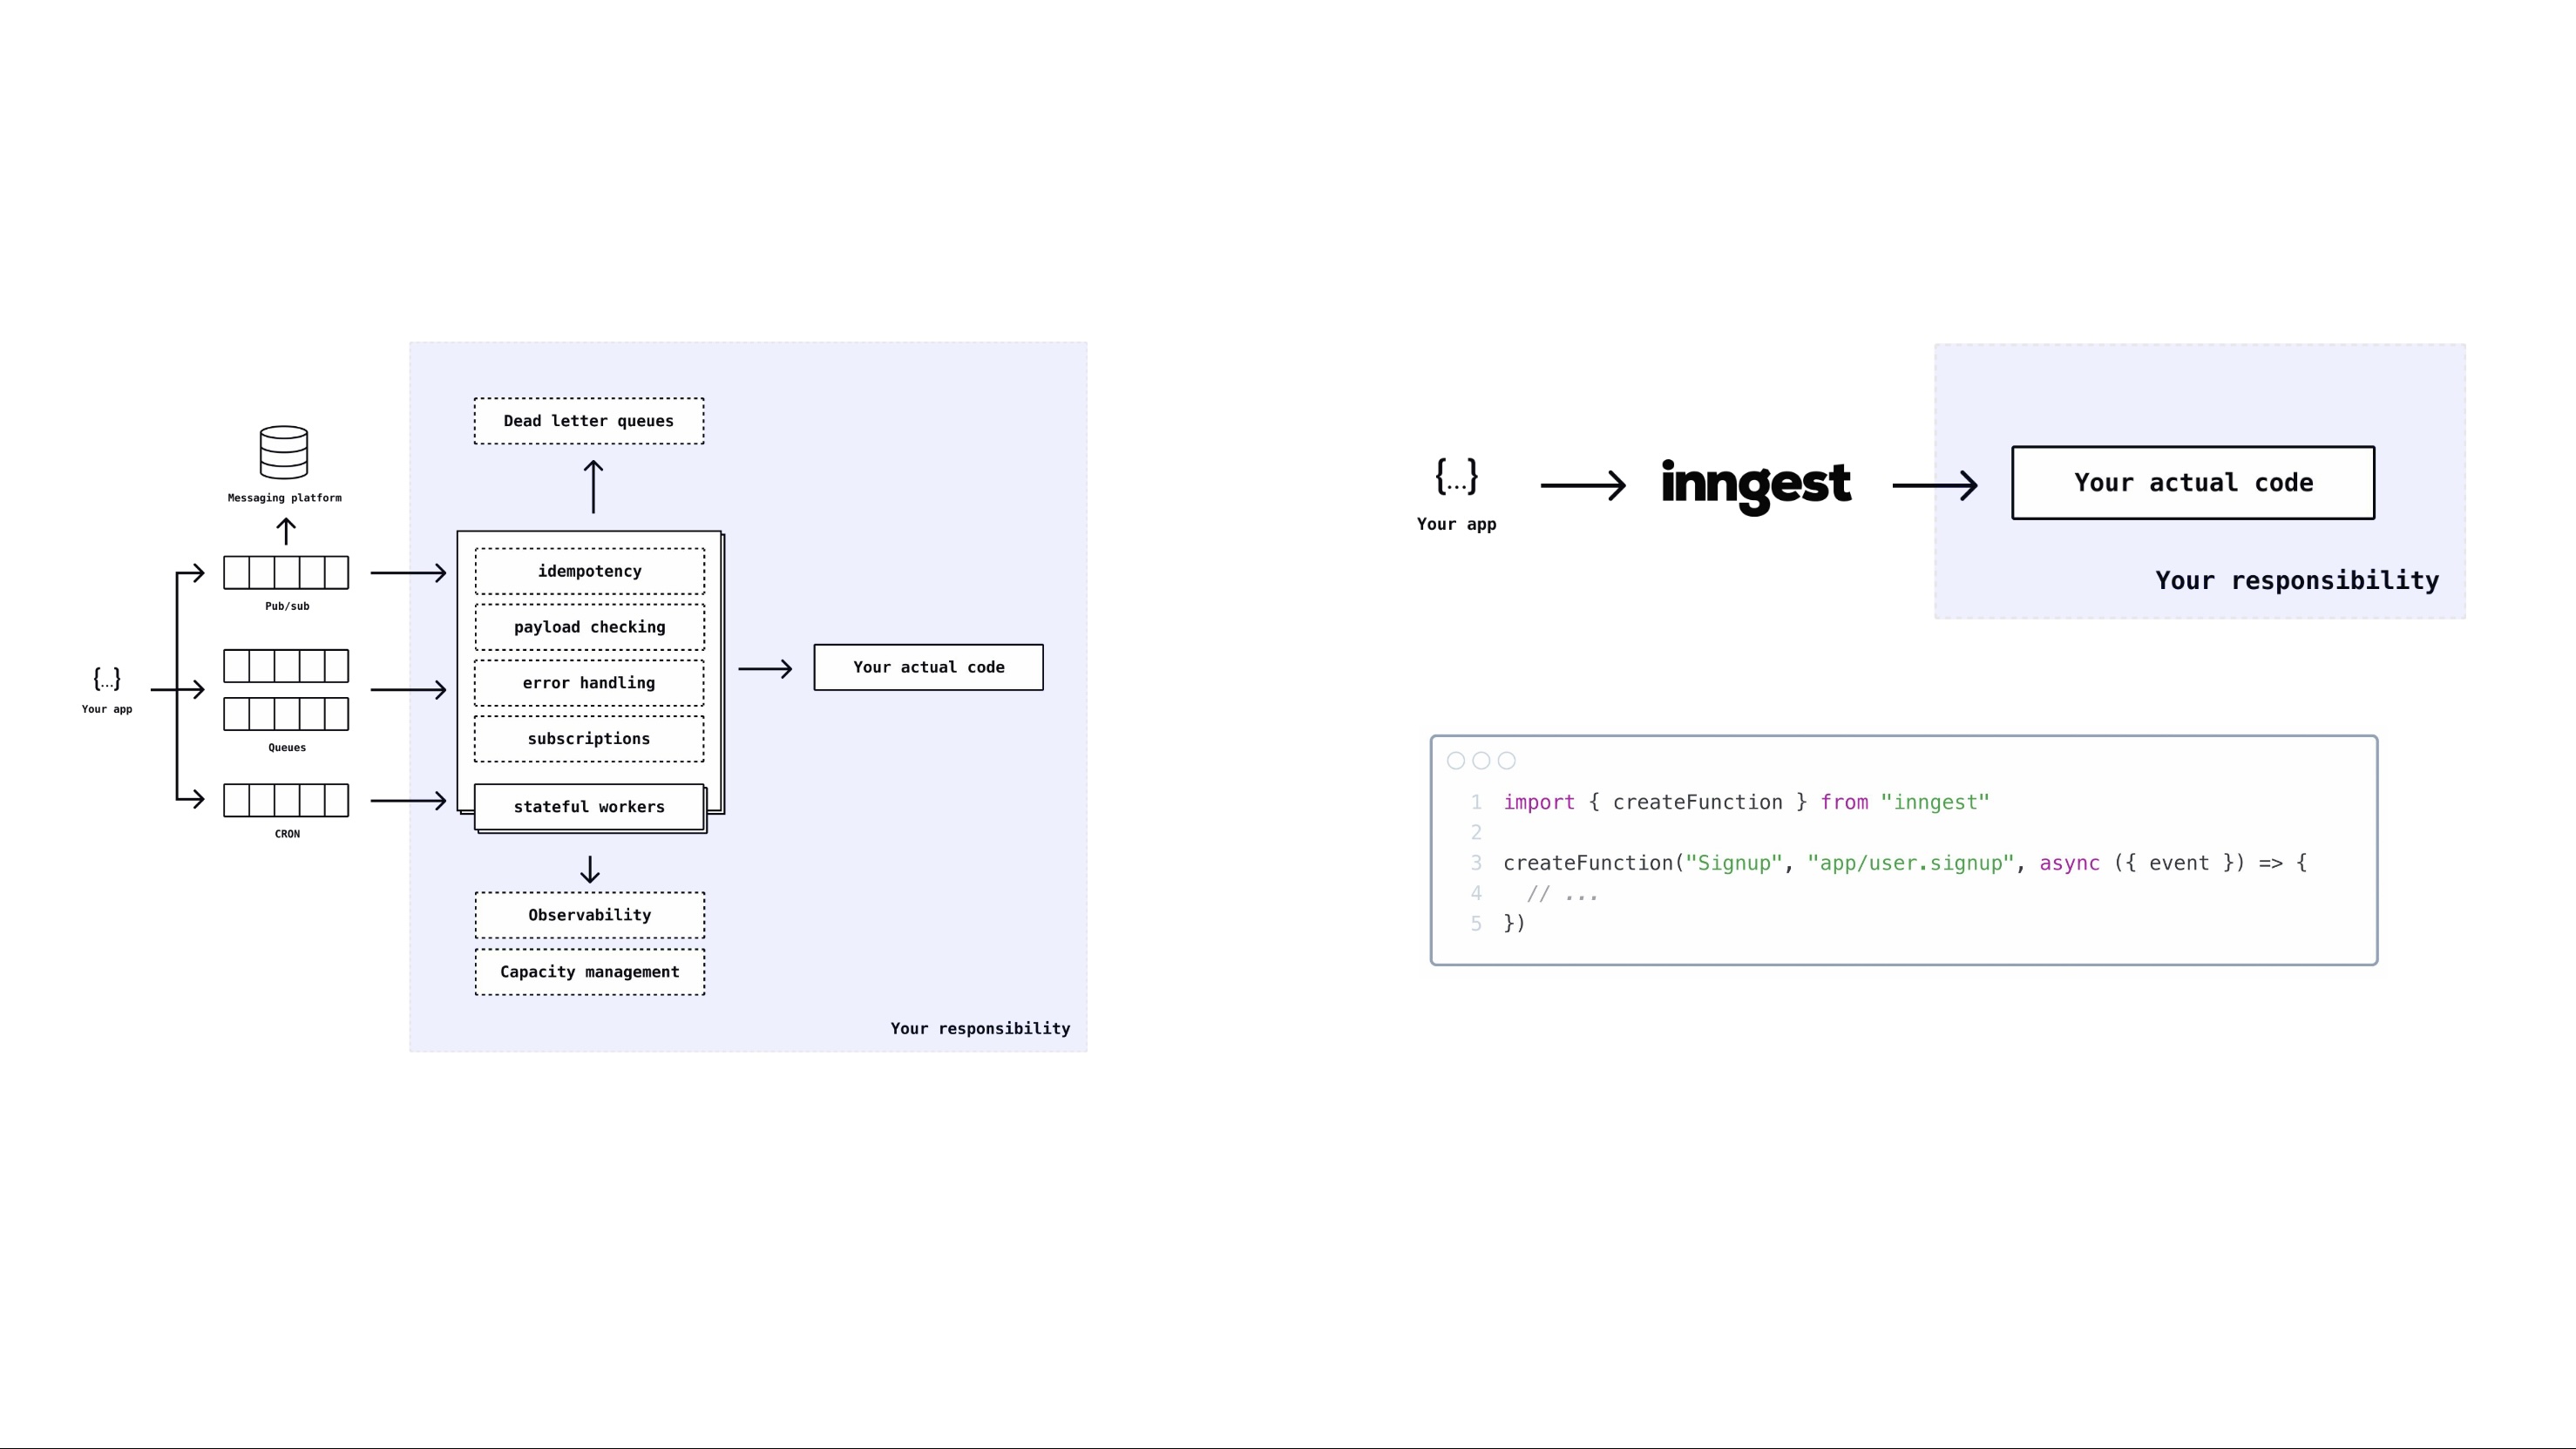 Dead letter queues
Messaging platform
idempotency
Pub/sub
payload checking
error handling
Your actual code
{...}
Your app
subscriptions
Queues
stateful workers
CRON
Observability
Capacity management
Your responsibility
{...}
Your app
inngest
Your actual code
Your responsibility
1 import { createFunction } from "inngest"
2
3 createFunction("Signup", "app/user.signup", async ({ event }) => {
4 // ...
5 })